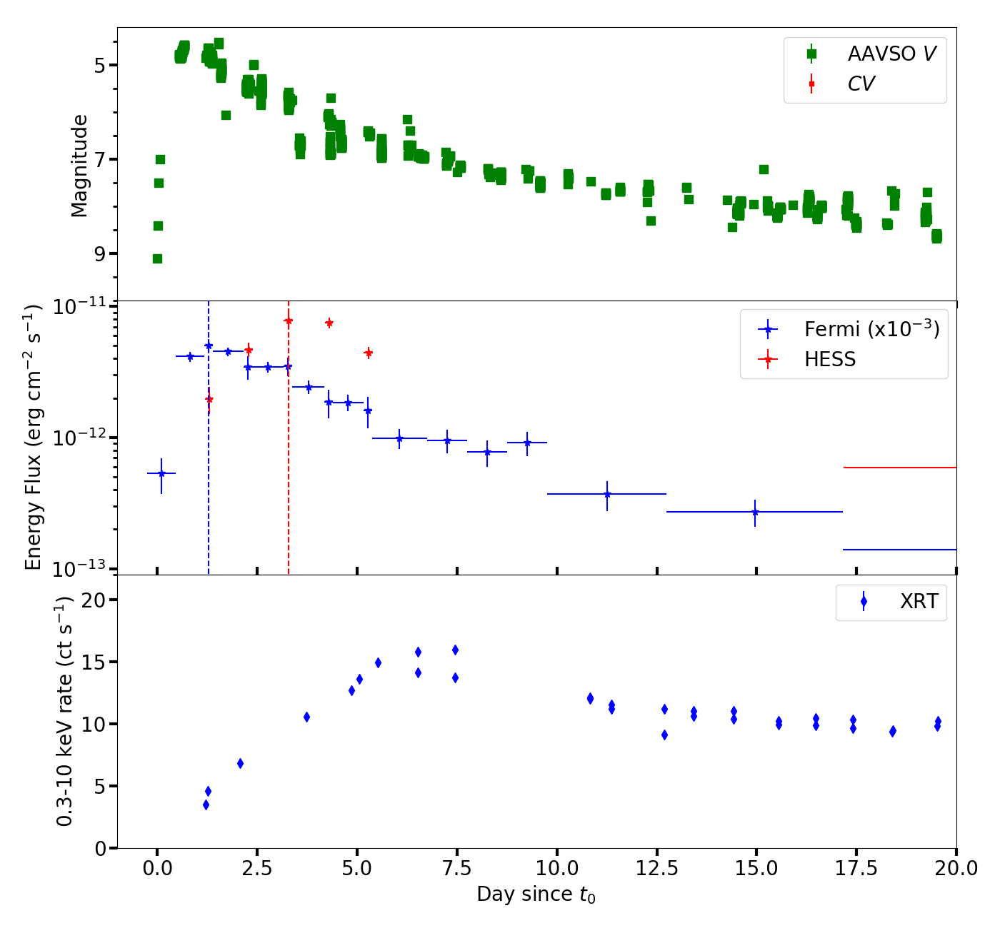 AAVSO V
CV
5
7
9
Magnitude
Fermi (x10⁻³)
HESS
10⁻¹¹
10⁻¹²
10⁻¹³
Energy Flux (erg cm⁻² s⁻¹)
XRT
20
15
10
5
0
0.3-10 keV rate (ct s⁻¹)
0.0 2.5 5.0 7.5 10.0 12.5 15.0 17.5 20.0
Day since t₀